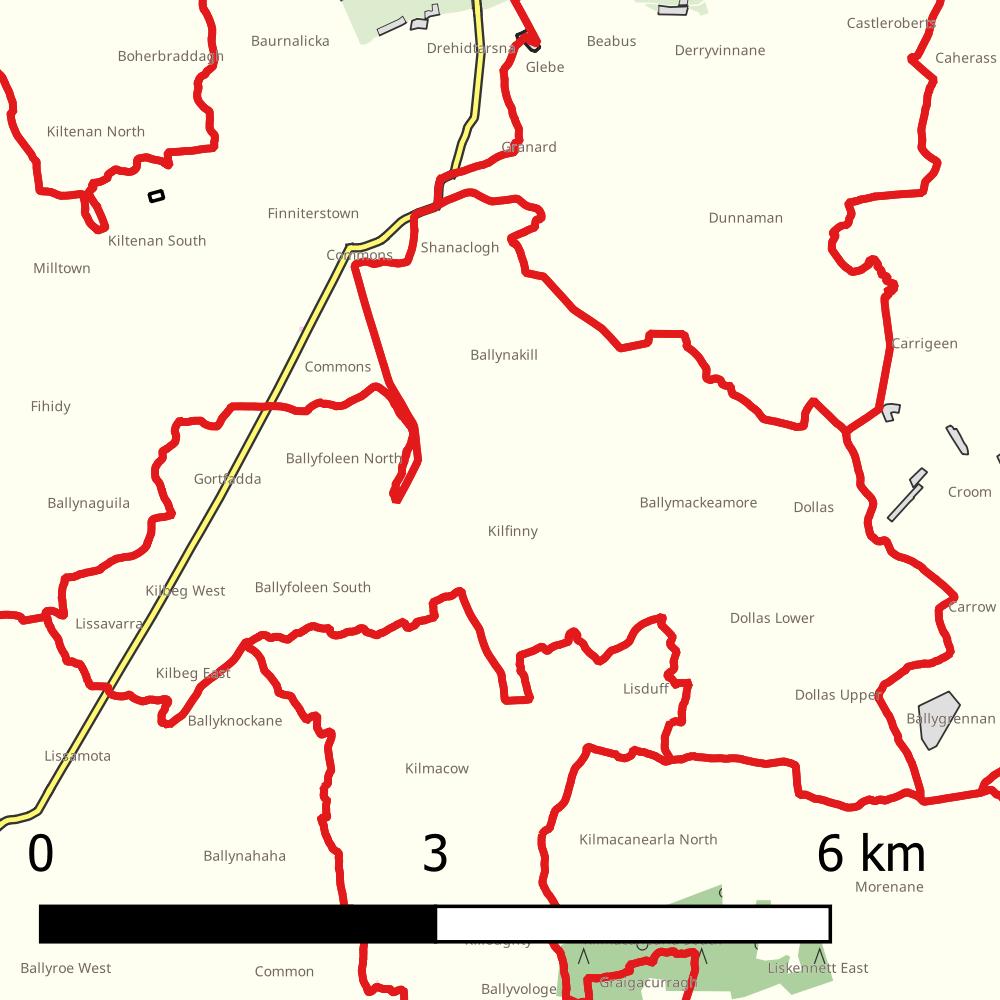 Castleroberts
Baurnalicka
Beabus
Drehidtarsna
Derryvinnane
Boherbraddagh
Caherass
Glebe
Kiltenan North
Granard
Finniterstown
Dunnaman
Kiltenan South
Shanaclogh
Commons
Milltown
Carrigeen
Ballynakill
Commons
Fihidy
Ballyfoleen North
Gortfadda
Croom
Ballynaguila
Ballymackeamore
Dollas
Kilfinny
Ballyfoleen South
Kilbeg West
Carrow
Dollas Lower
Lissavarra
Kilbeg East
Lisduff
Dollas Upper
Ballygrennan
Ballyknockane
Lissamota
Kilmacow
Kilmacanearla North
0 3 6 km
Ballynahaha
Morenane
Ballyroe West
Common
Liskennett East
Graigacurragh
Ballyvologe